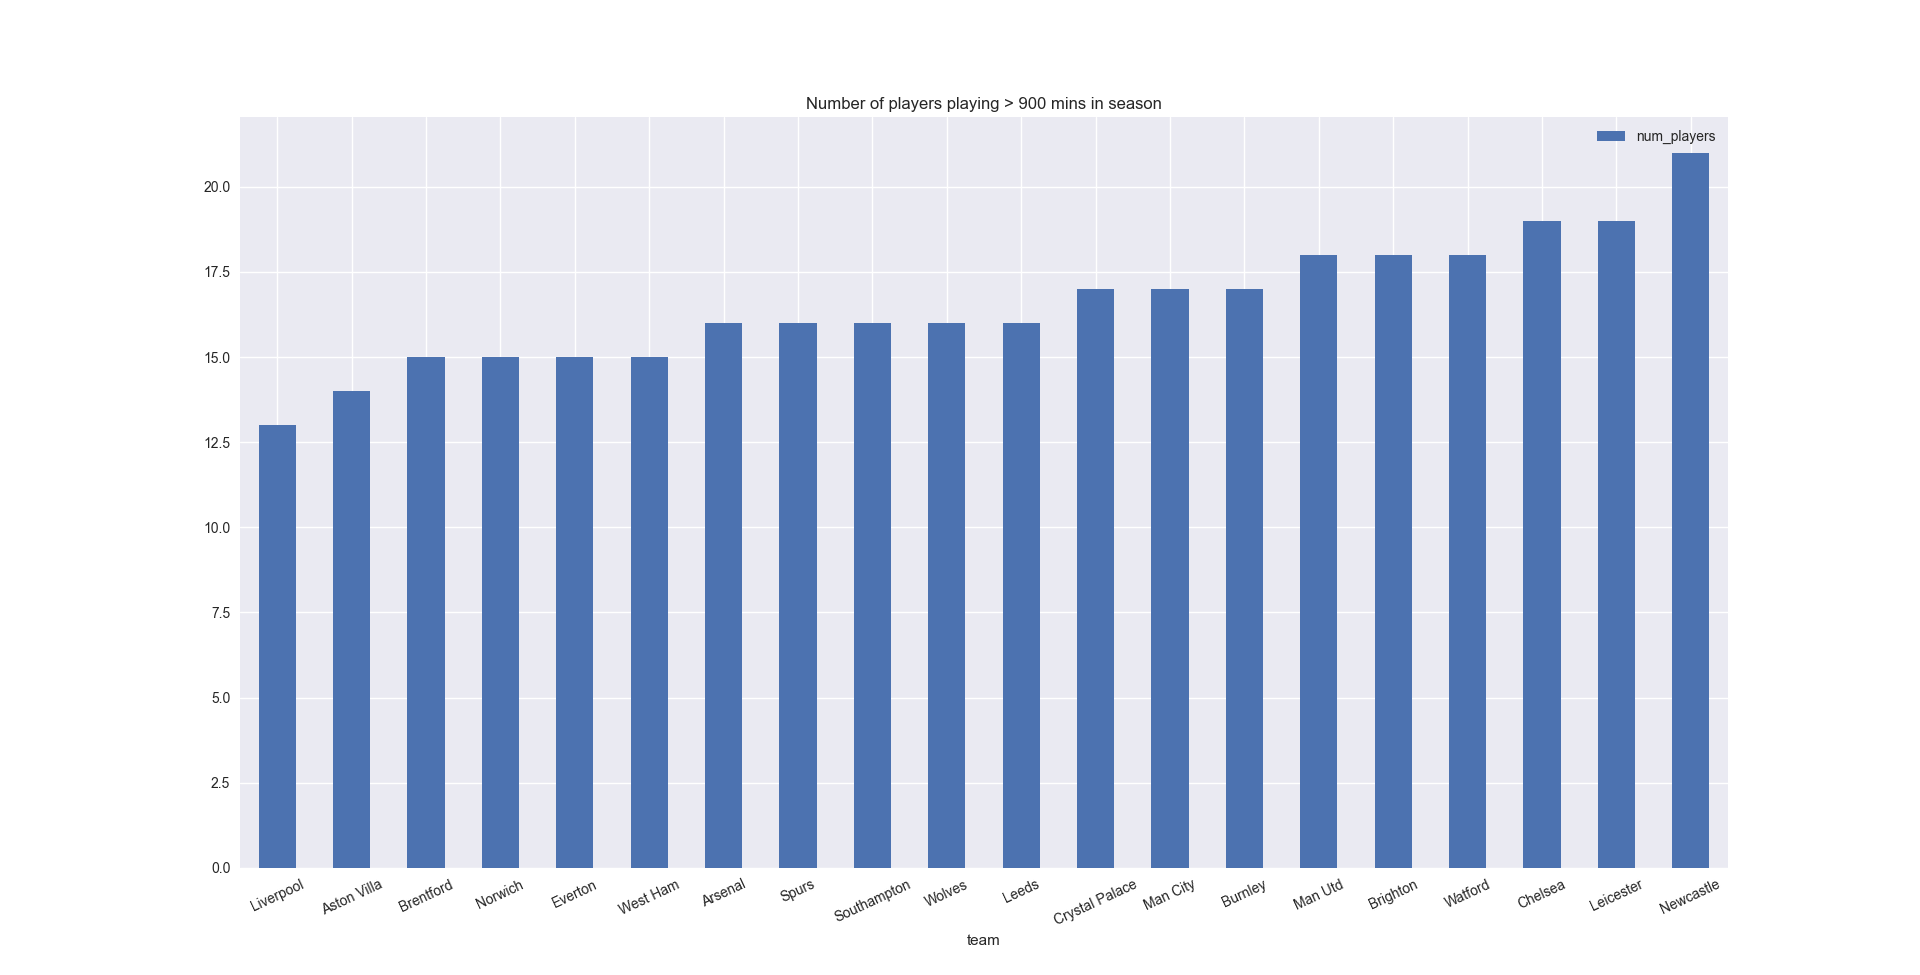 Number of players playing > 900 mins in season
num_players
20.0
17.5
15.0
12.5
10.0
7.5
5.0
2.5
0.0
Liverpool
Aston Villa
Brentford
Norwich
Everton
West Ham
Arsenal
Spurs
Southampton
Wolves
Leeds
Crystal Palace
Man City
Burnley
Man Utd
Brighton
Watford
Chelsea
Leicester
Newcastle
team